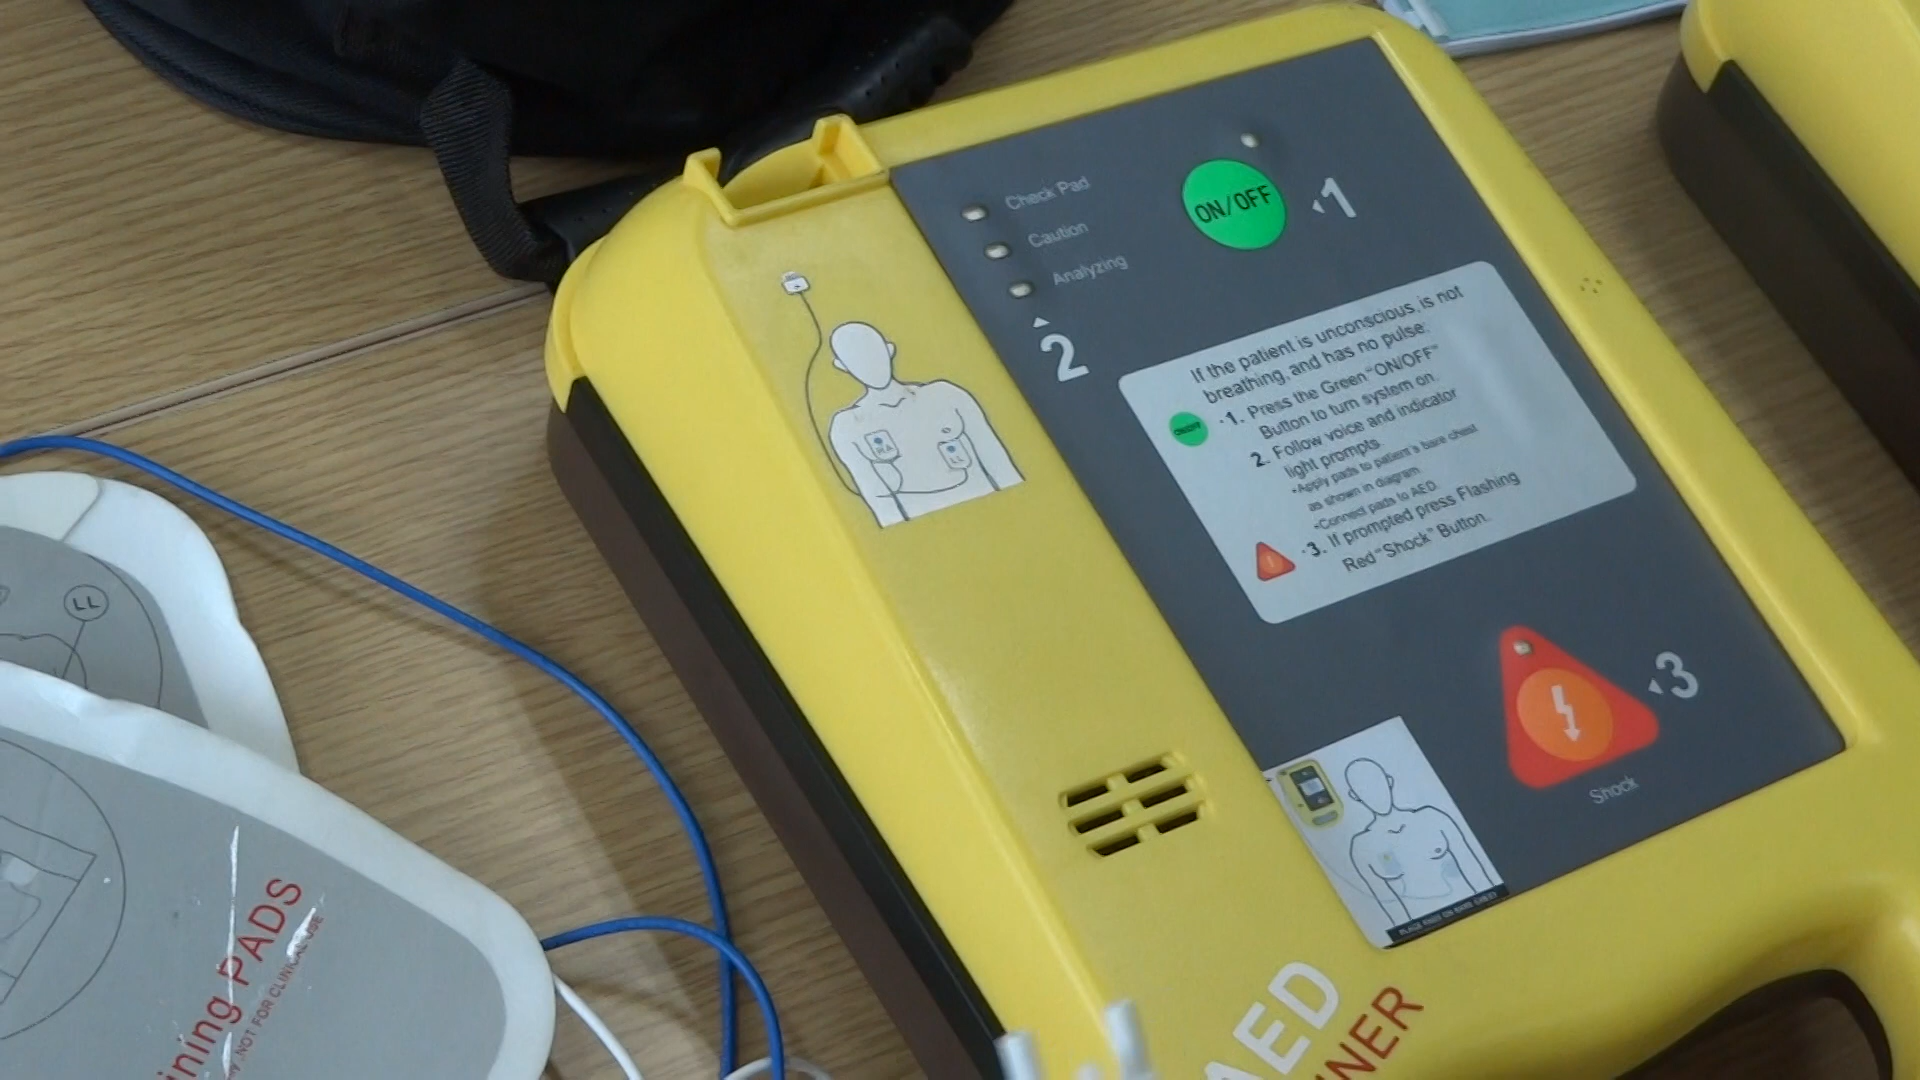 Check Pad
Caution
Analyzing
2
ON/OFF
1
If the patient is unconscious, is not
breathing, and has no pulse:
ON/OFF
1. Press the Green "ON/OFF"
Button to turn system on.
2. Follow voice and indicator
light prompts
•Apply pads to patient's bare chest
as shown in diagram
•Connect pads to AED
3. If prompted press Flashing
Red "Shock" Button.
3
Shock
RA
LL
LL
ining PADS
NOT FOR CLINICAL USE
AED
INER